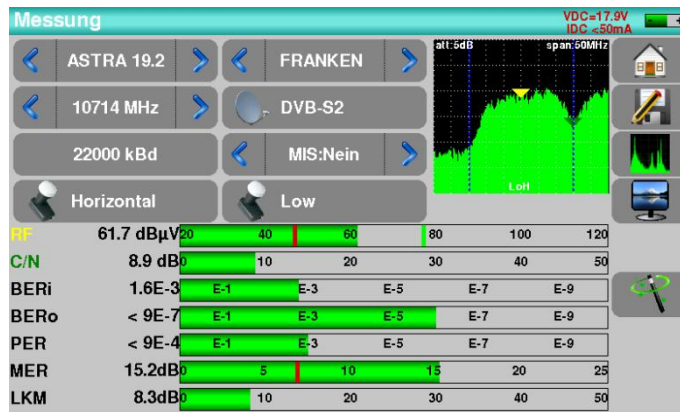 Messung
VDC=17.9V
IDC <50mA
ASTRA 19.2
FRANKEN
10714 MHz
DVB-S2
22000 kBd
MIS:Nein
Horizontal
Low
att:5dB span:50MHz
LoH
RF 61.7 dBµV 20 40 60 80 100 120
C/N 8.9 dB 0 10 20 30 40 50
BERi 1.6E-3 E-1 E-3 E-5 E-7 E-9
BERo < 9E-7 E-1 E-3 E-5 E-7 E-9
PER < 9E-4 E-1 E-3 E-5 E-7 E-9
MER 15.2dB 0 5 10 15 20 25
LKM 8.3dB 0 10 20 30 40 50